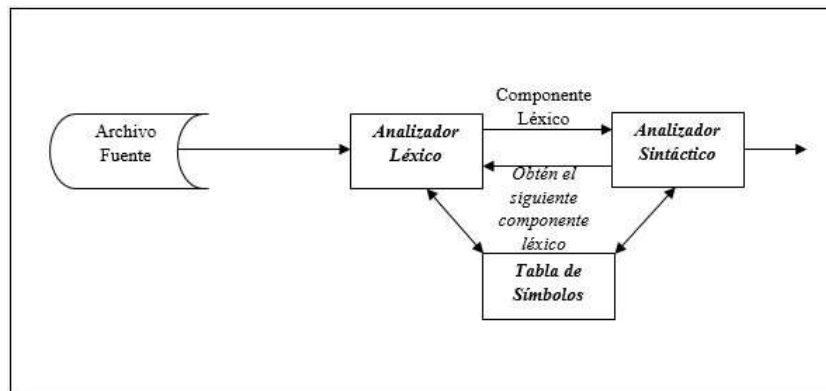 Archivo
Fuente
Analizador
Léxico
Componente
Léxico
Obtén el
siguiente
componente
léxico
Analizador
Sintáctico
Tabla de
Símbolos